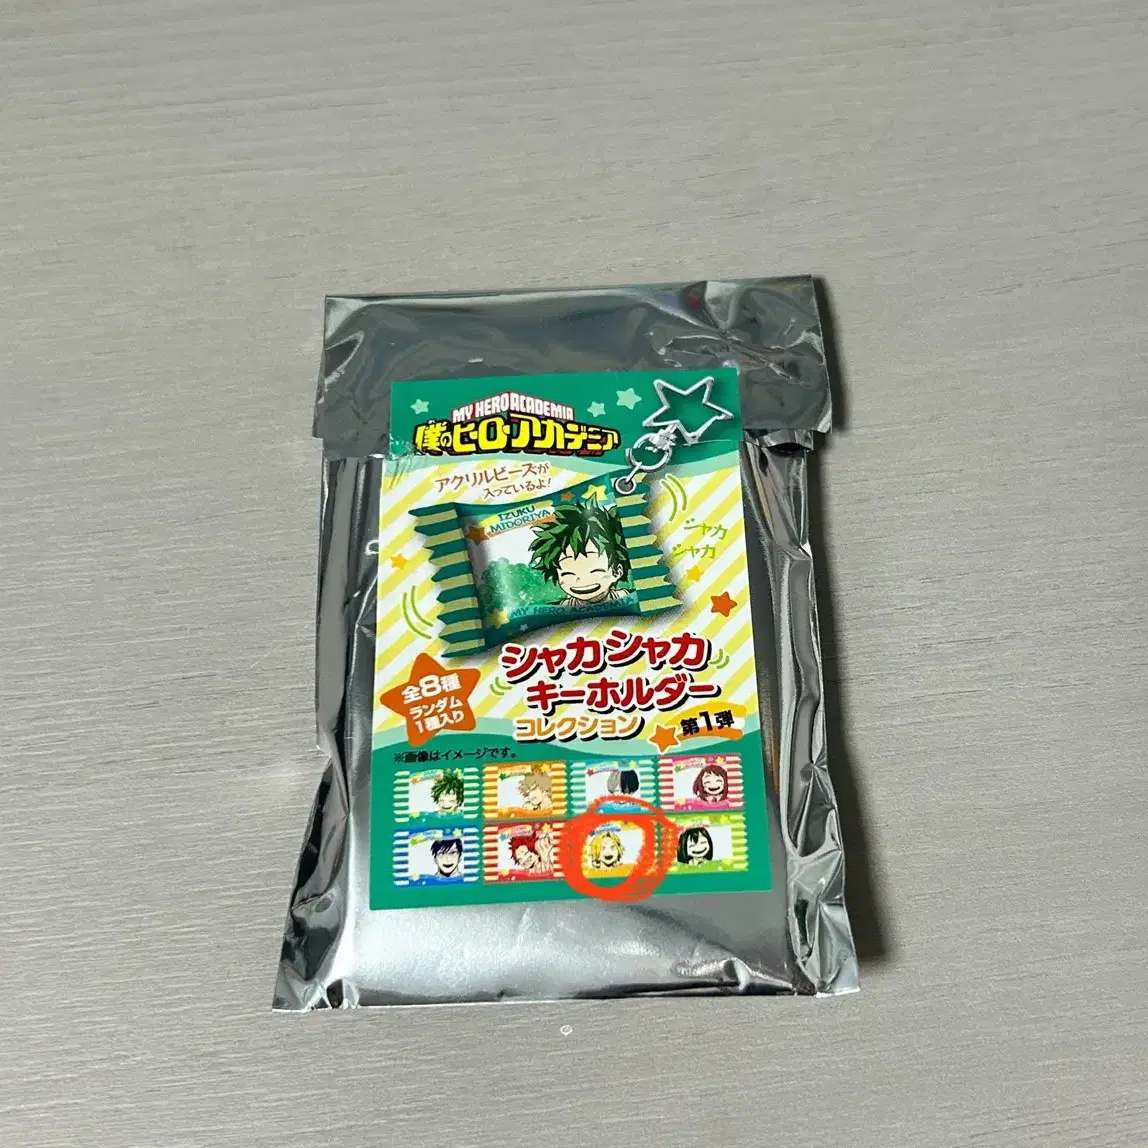 MY HERO ACADEMIA
僕のヒーローアカデミア
アクリルビーズが
入っているよ!
IZUKU
MIDORIYA
MY HERO ACADEMIA
シャカ
シャカ
シャカシャカ
キーホルダー
コレクション
第1弾
全8種
ランダム
1種入り
※画像はイメージです。